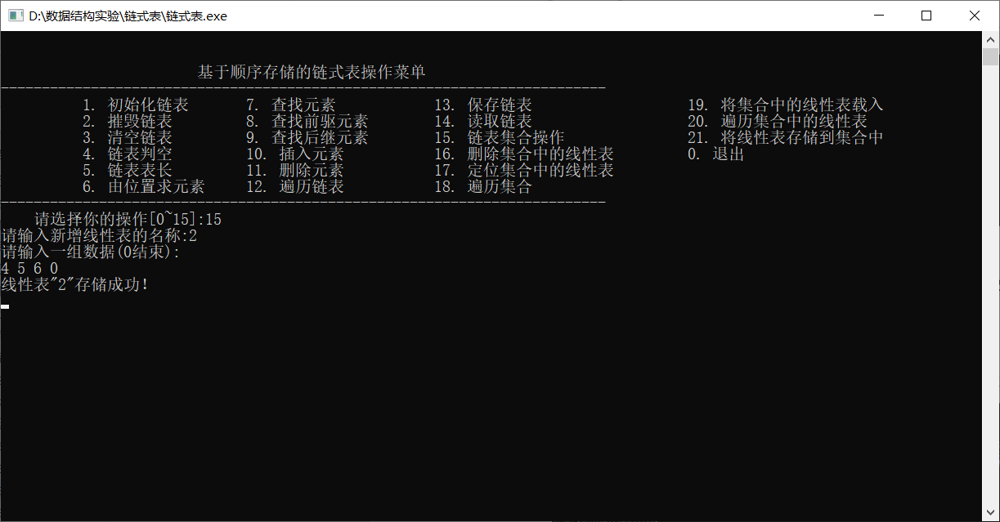 D:\数据结构实验\链式表\链式表.exe
基于顺序存储的链式表操作菜单
--------------------------------------------------------------------------
1. 初始化链表 7. 查找元素 13. 保存链表 19. 将集合中的线性表载入
2. 摧毁链表 8. 查找前驱元素 14. 读取链表 20. 遍历集合中的线性表
3. 清空链表 9. 查找后继元素 15. 链表集合操作 21. 将线性表存储到集合中
4. 链表判空 10. 插入元素 16. 删除集合中的线性表 0. 退出
5. 链表表长 11. 删除元素 17. 定位集合中的线性表
6. 由位置求元素 12. 遍历链表 18. 遍历集合
--------------------------------------------------------------------------
请选择你的操作[0~15]:15
请输入新增线性表的名称:2
请输入一组数据(0结束):
4 5 6 0
线性表"2"存储成功!